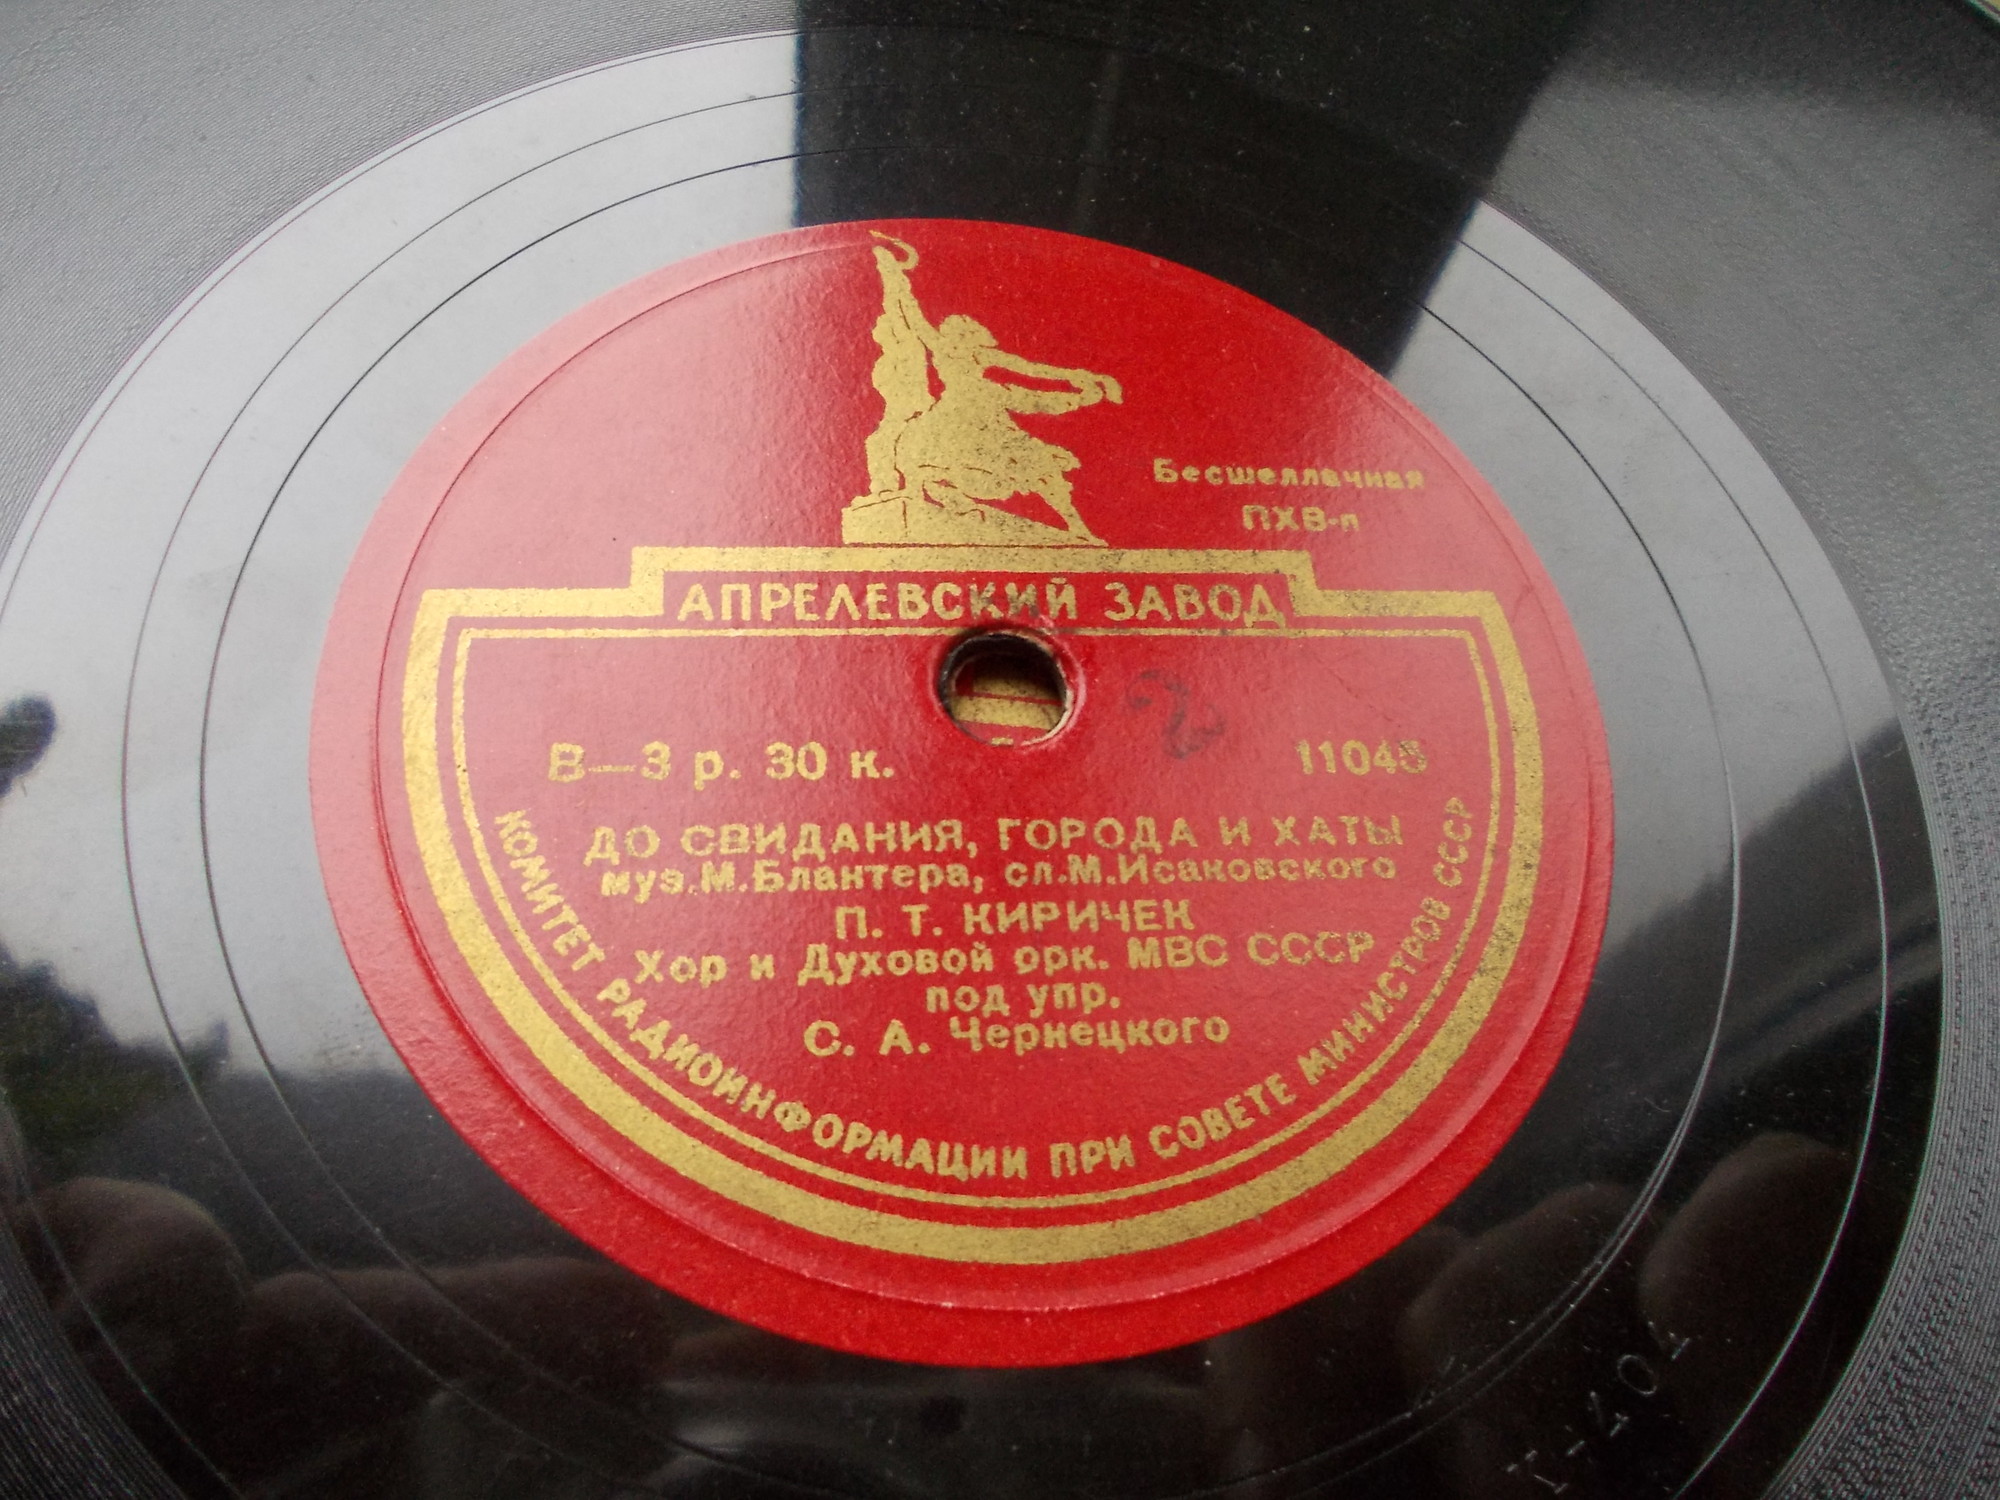 Бесшеллачная
ПХВ-п
АПРЕЛЕВСКИЙ ЗАВОД
В—3 р. 30 к.
ДО СВИДАНИЯ, ГОРОДА И ХАТЫ
муз.М.Блантера, сл.М.Исаковского
П. Т. КИРИЧЕК
Хор и Духовой орк. МВС СССР
под упр.
С. А. Чернецкого
КОМИТЕТ РАДИОИНФОРМАЦИИ ПРИ СОВЕТЕ МИНИСТРОВ СССР